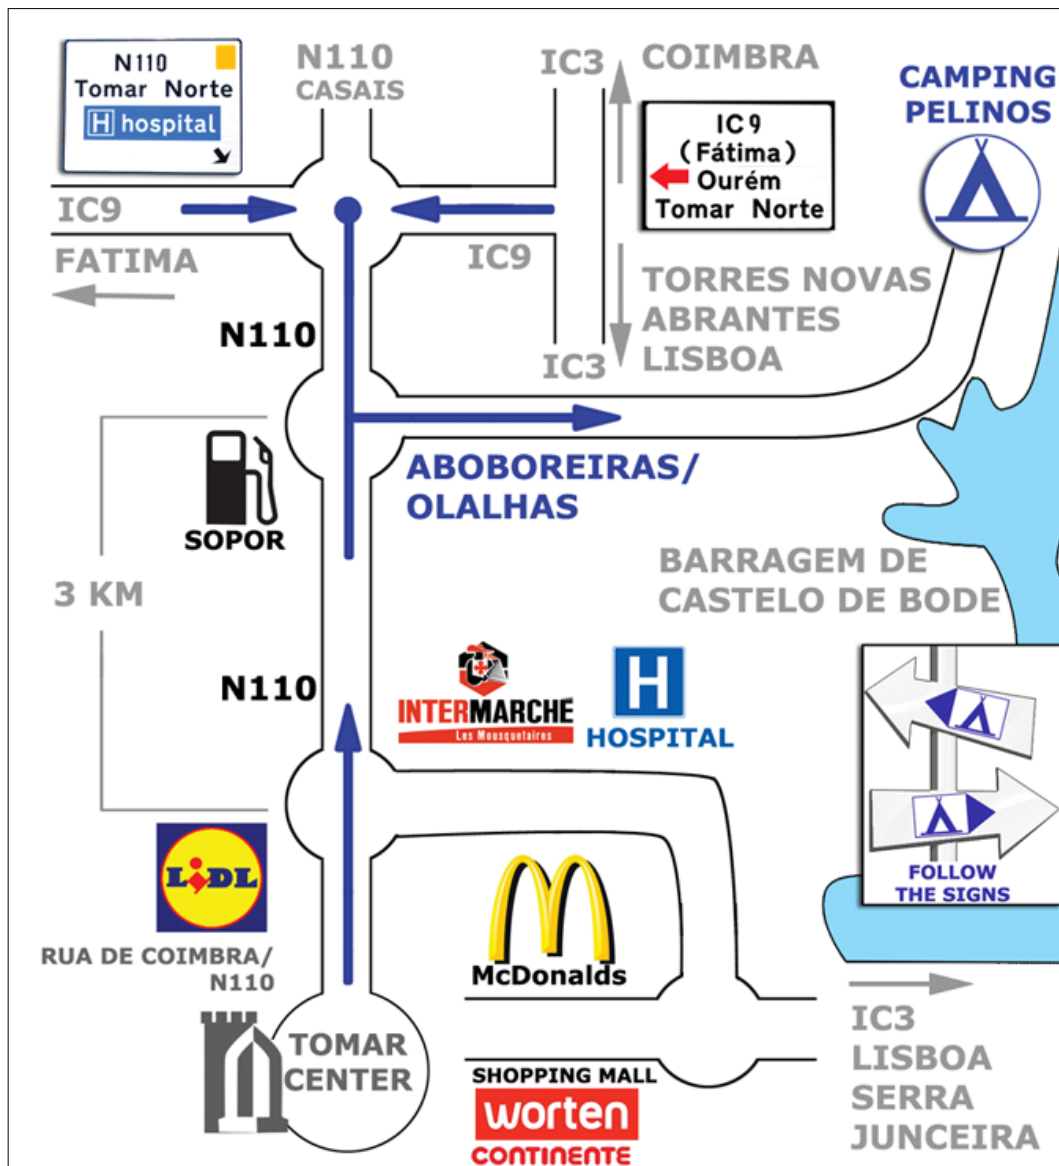 N110
Tomar Norte
H hospital
N110
CASAIS
IC3
COIMBRA
IC9
(Fátima)
Ourém
Tomar Norte
CAMPING
PELINOS
IC9
FATIMA
IC9
TORRES NOVAS
ABRANTES
LISBOA
IC3
N110
ABOBOREIRAS/
OLALHAS
SOPOR
3 KM
BARRAGEM DE
CASTELO DE BODE
N110
INTERMARCHÉ
Les Mousquetaires
H
HOSPITAL
LiDL
FOLLOW
THE SIGNS
RUA DE COIMBRA/
N110
McDonalds
TOMAR
CENTER
SHOPPING MALL
worten
CONTINENTE
IC3
LISBOA
SERRA
JUNCEIRA